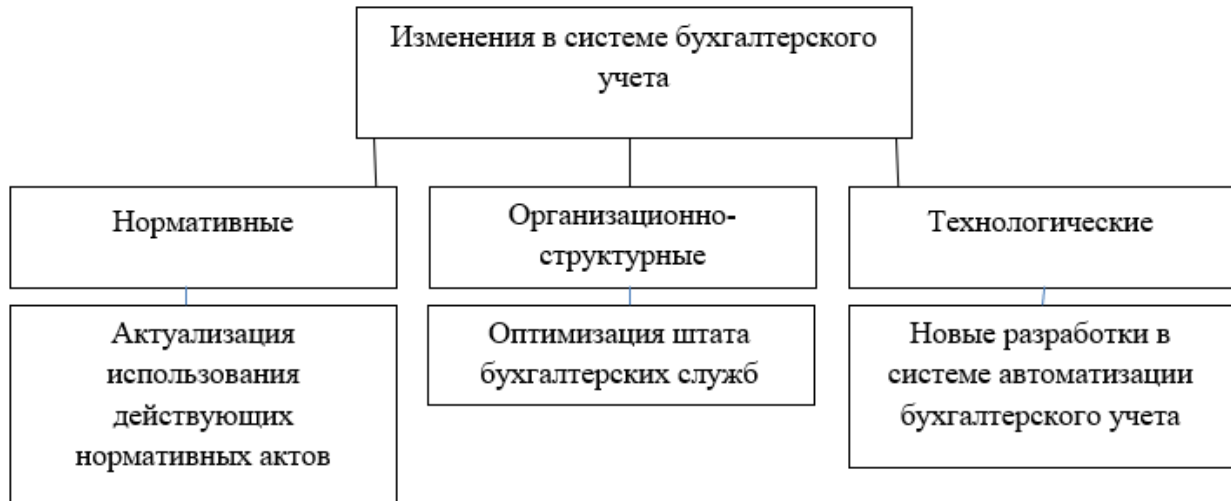 Изменения в системе бухгалтерского
учета
Нормативные
Организационно-
структурные
Технологические
Актуализация
использования
действующих
нормативных актов
Оптимизация штата
бухгалтерских служб
Новые разработки в
системе автоматизации
бухгалтерского учета